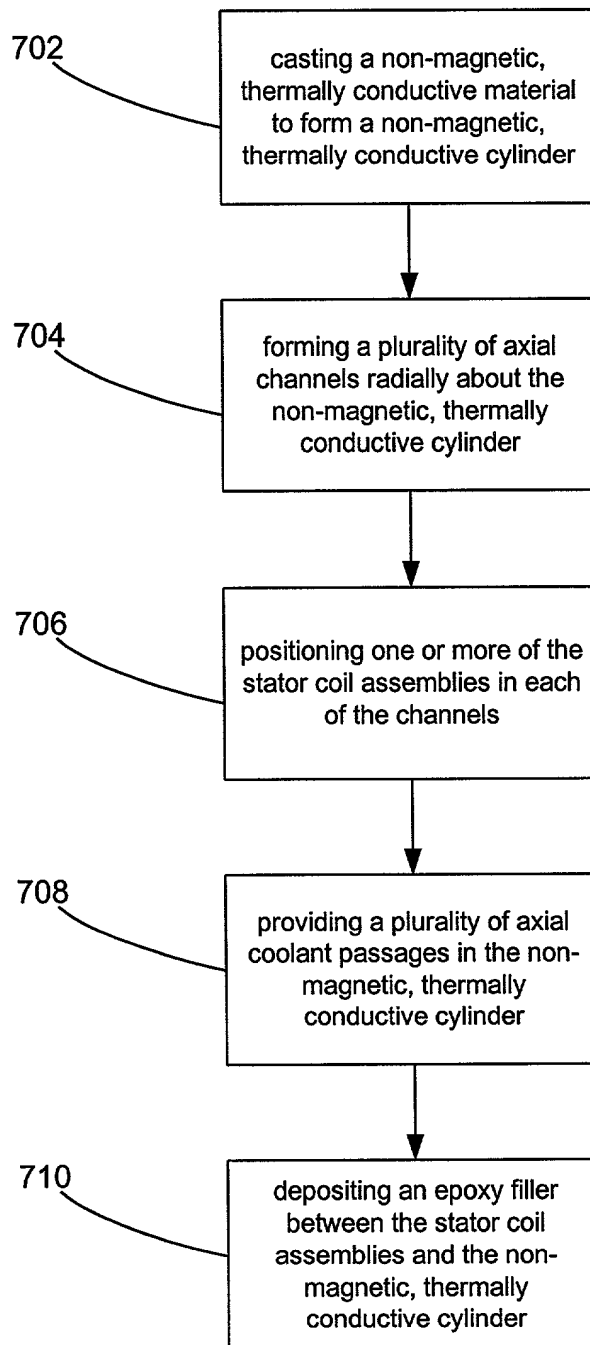 702
casting a non-magnetic,
thermally conductive material
to form a non-magnetic,
thermally conductive cylinder
704
forming a plurality of axial
channels radially about the
non-magnetic, thermally
conductive cylinder
706
positioning one or more of the
stator coil assemblies in each
of the channels
708
providing a plurality of axial
coolant passages in the non-
magnetic, thermally
conductive cylinder
710
depositing an epoxy filler
between the stator coil
assemblies and the non-
magnetic, thermally
conductive cylinder